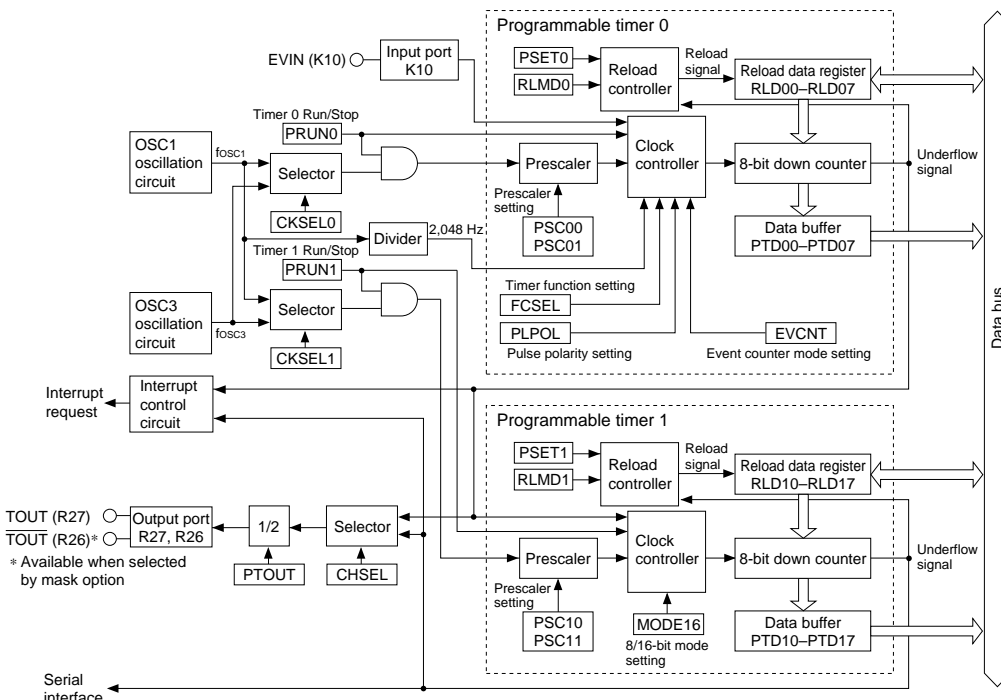 Programmable timer 0
EVIN (K10)
Input port
K10
PSET0
RLMD0
Reload
controller
Reload
signal
Reload data register
RLD00–RLD07
Timer 0 Run/Stop
PRUN0
OSC1
oscillation
circuit
fOSC1
Selector
CKSEL0
Prescaler
Prescaler
setting
PSC00
PSC01
Clock
controller
8-bit down counter
Underflow
signal
Data buffer
PTD00–PTD07
Divider
2,048 Hz
Timer 1 Run/Stop
PRUN1
OSC3
oscillation
circuit
fOSC3
Selector
CKSEL1
Timer function setting
FCSEL
PLPOL
Pulse polarity setting
EVCNT
Event counter mode setting
Data bus
Interrupt
request
Interrupt
control
circuit
Programmable timer 1
PSET1
RLMD1
Reload
controller
Reload
signal
Reload data register
RLD10–RLD17
TOUT (R27)
TOUT (R26)*
* Available when selected
by mask option
Output port
R27, R26
1/2
PTOUT
Selector
CHSEL
Prescaler
Prescaler
setting
PSC10
PSC11
Clock
controller
MODE16
8/16-bit mode
setting
8-bit down counter
Underflow
signal
Data buffer
PTD10–PTD17
Serial
interface